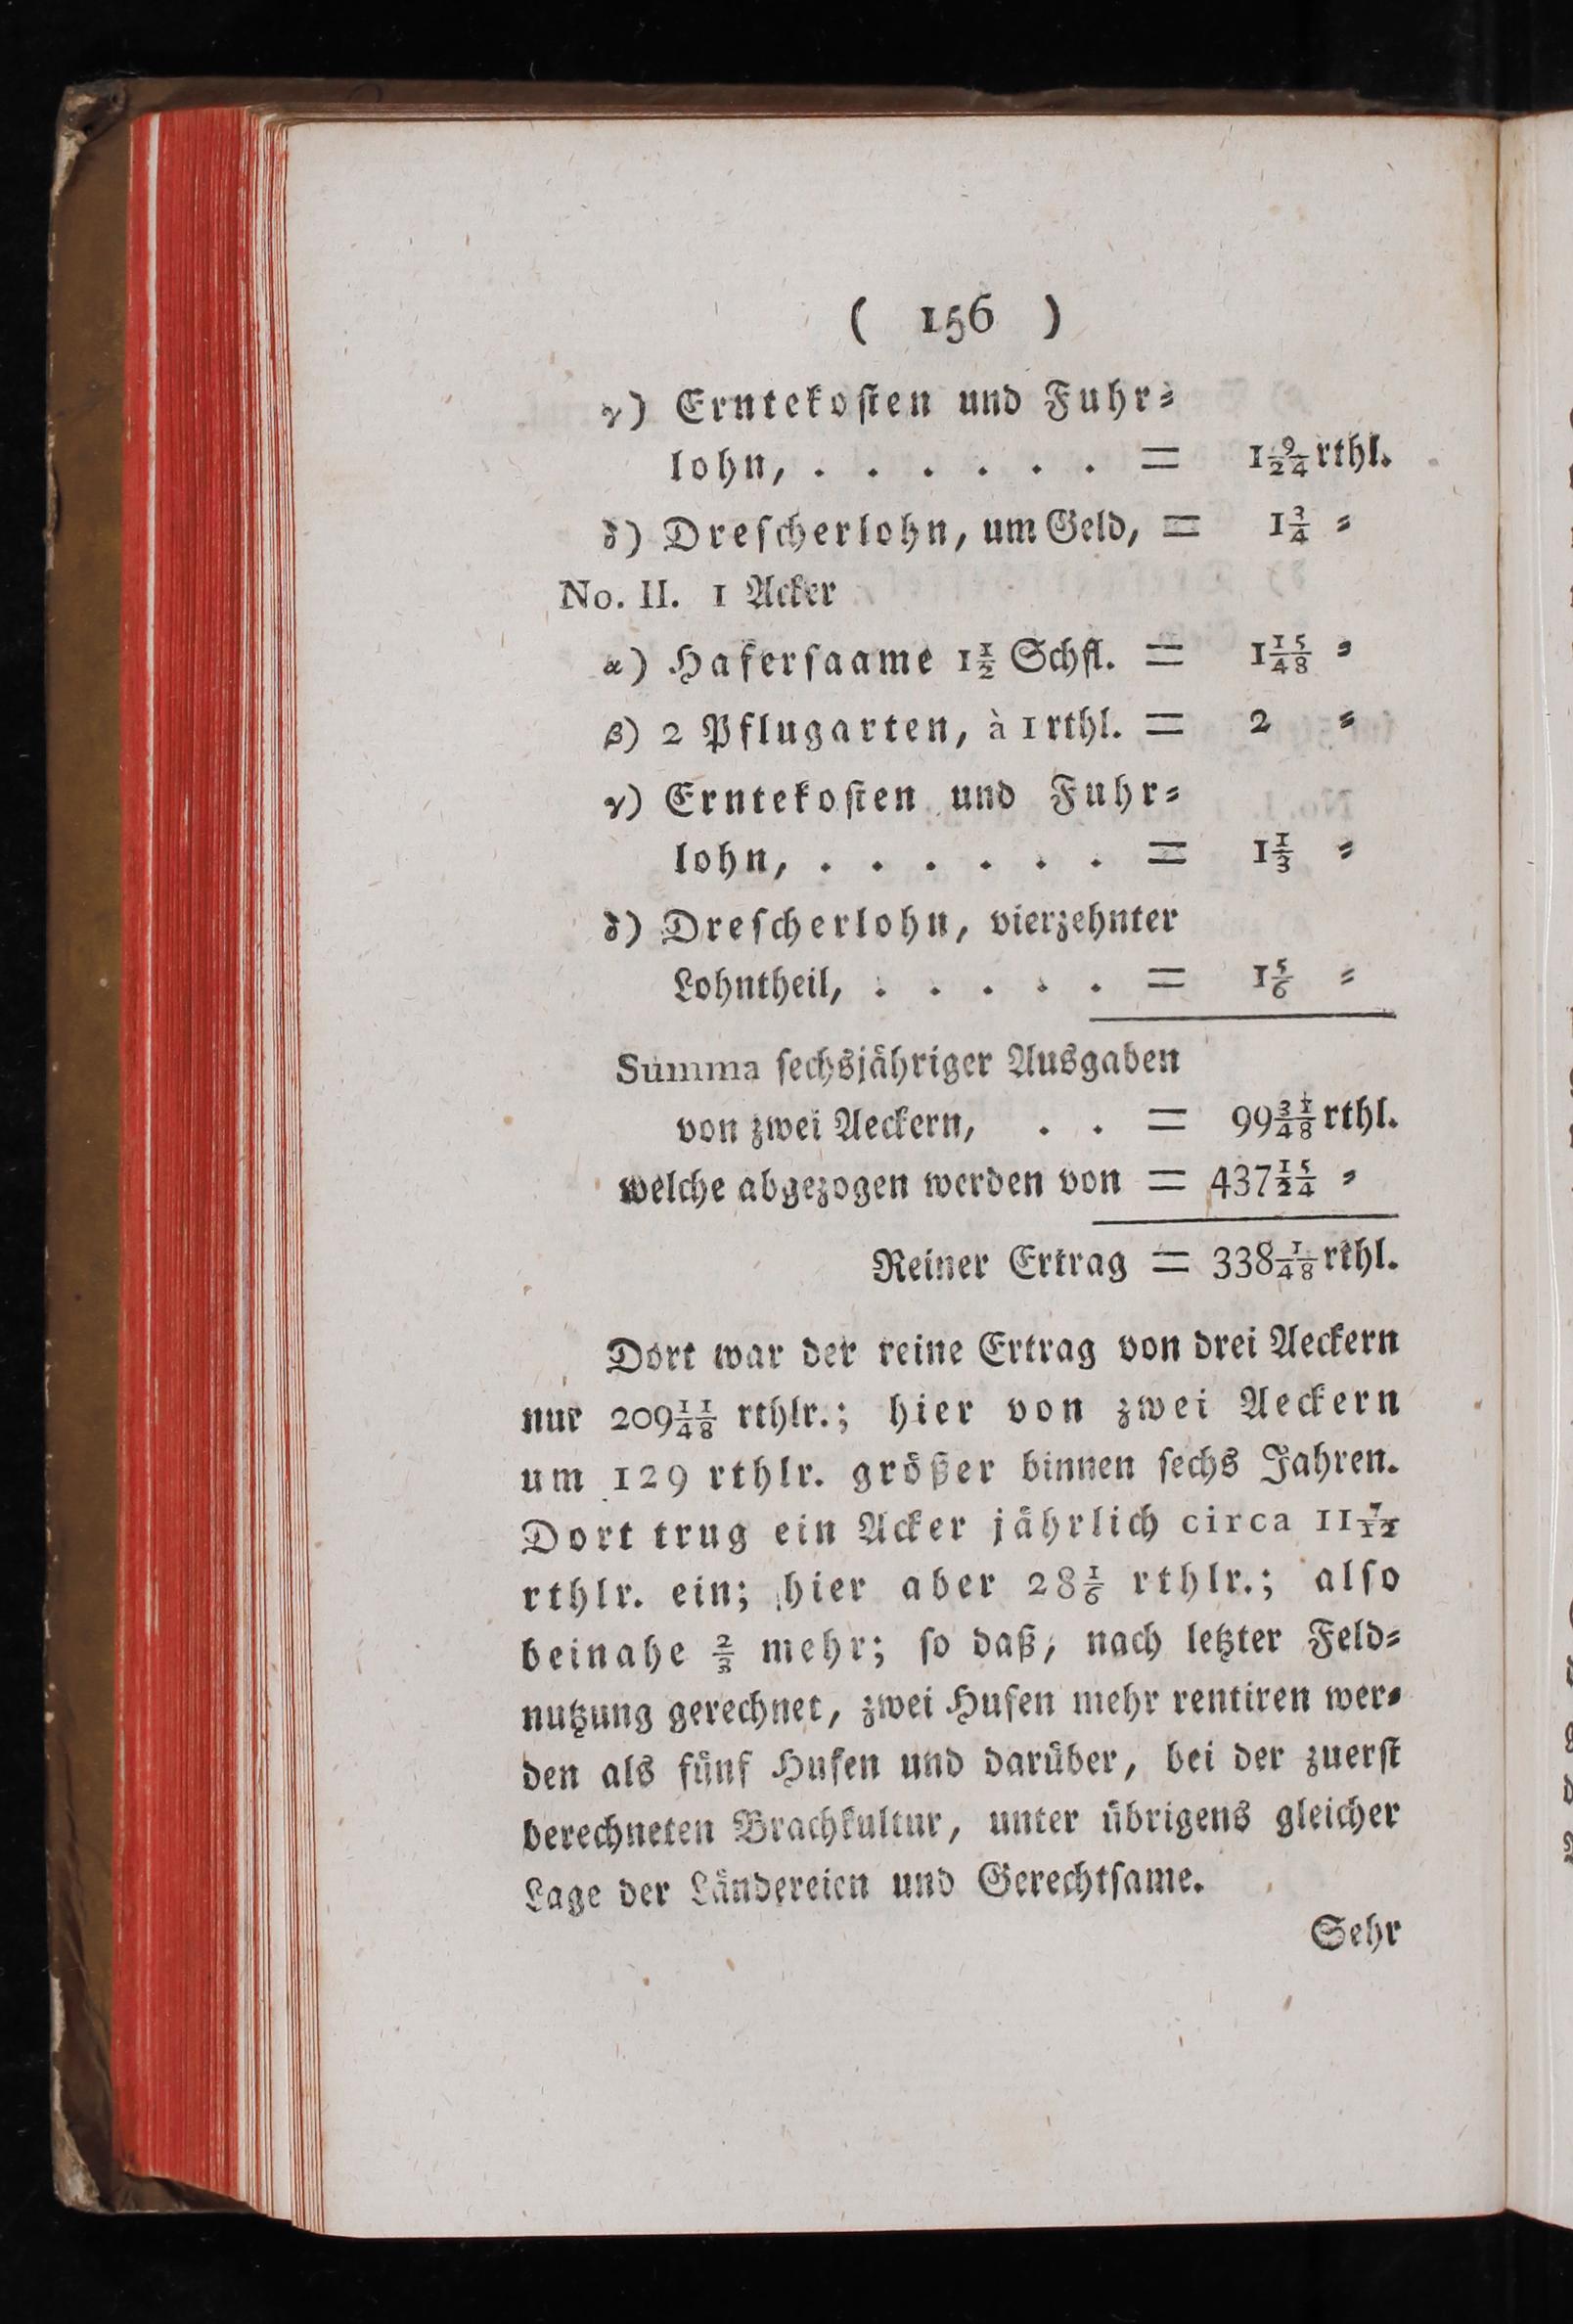 ( 156 )
γ) Erntekoſten und Fuhr⸗
lohn, . . . . . . = 1 9/24 rthl.
δ) Dreſcherlohn, um Geld, = 1 3/4 ⸗
No. II. 1 Acker
α) Haferſaame 1 1/2 Schfl. = 1 15/48 ⸗
β) 2 Pflugarten, à 1 rthl. = 2 ⸗
γ) Erntekoſten und Fuhr⸗
lohn, . . . . . . = 1 1/3 ⸗
δ) Dreſcherlohn, vierzehnter
Lohntheil, . . . . . = 1 5/6 ⸗
Summa ſechsjähriger Ausgaben
von zwei Aeckern, . . = 99 31/48 rthl.
welche abgezogen werden von = 437 15/24 ⸗
Reiner Ertrag = 338 1/48 rthl.
Dort war der reine Ertrag von drei Aeckern
nur 209 11/48 rthlr.; hier von zwei Aeckern
um 129 rthlr. größer binnen ſechs Jahren.
Dort trug ein Acker jährlich circa 11 7/12
rthlr. ein; hier aber 28 1/6 rthlr.; alſo
beinahe 2/3 mehr; ſo daß, nach letzter Feld⸗
nutzung gerechnet, zwei Hufen mehr rentiren wer⸗
den als fünf Hufen und darüber, bei der zuerſt
berechneten Brachkultur, unter übrigens gleicher
Lage der Ländereien und Gerechtſame.
Sehr